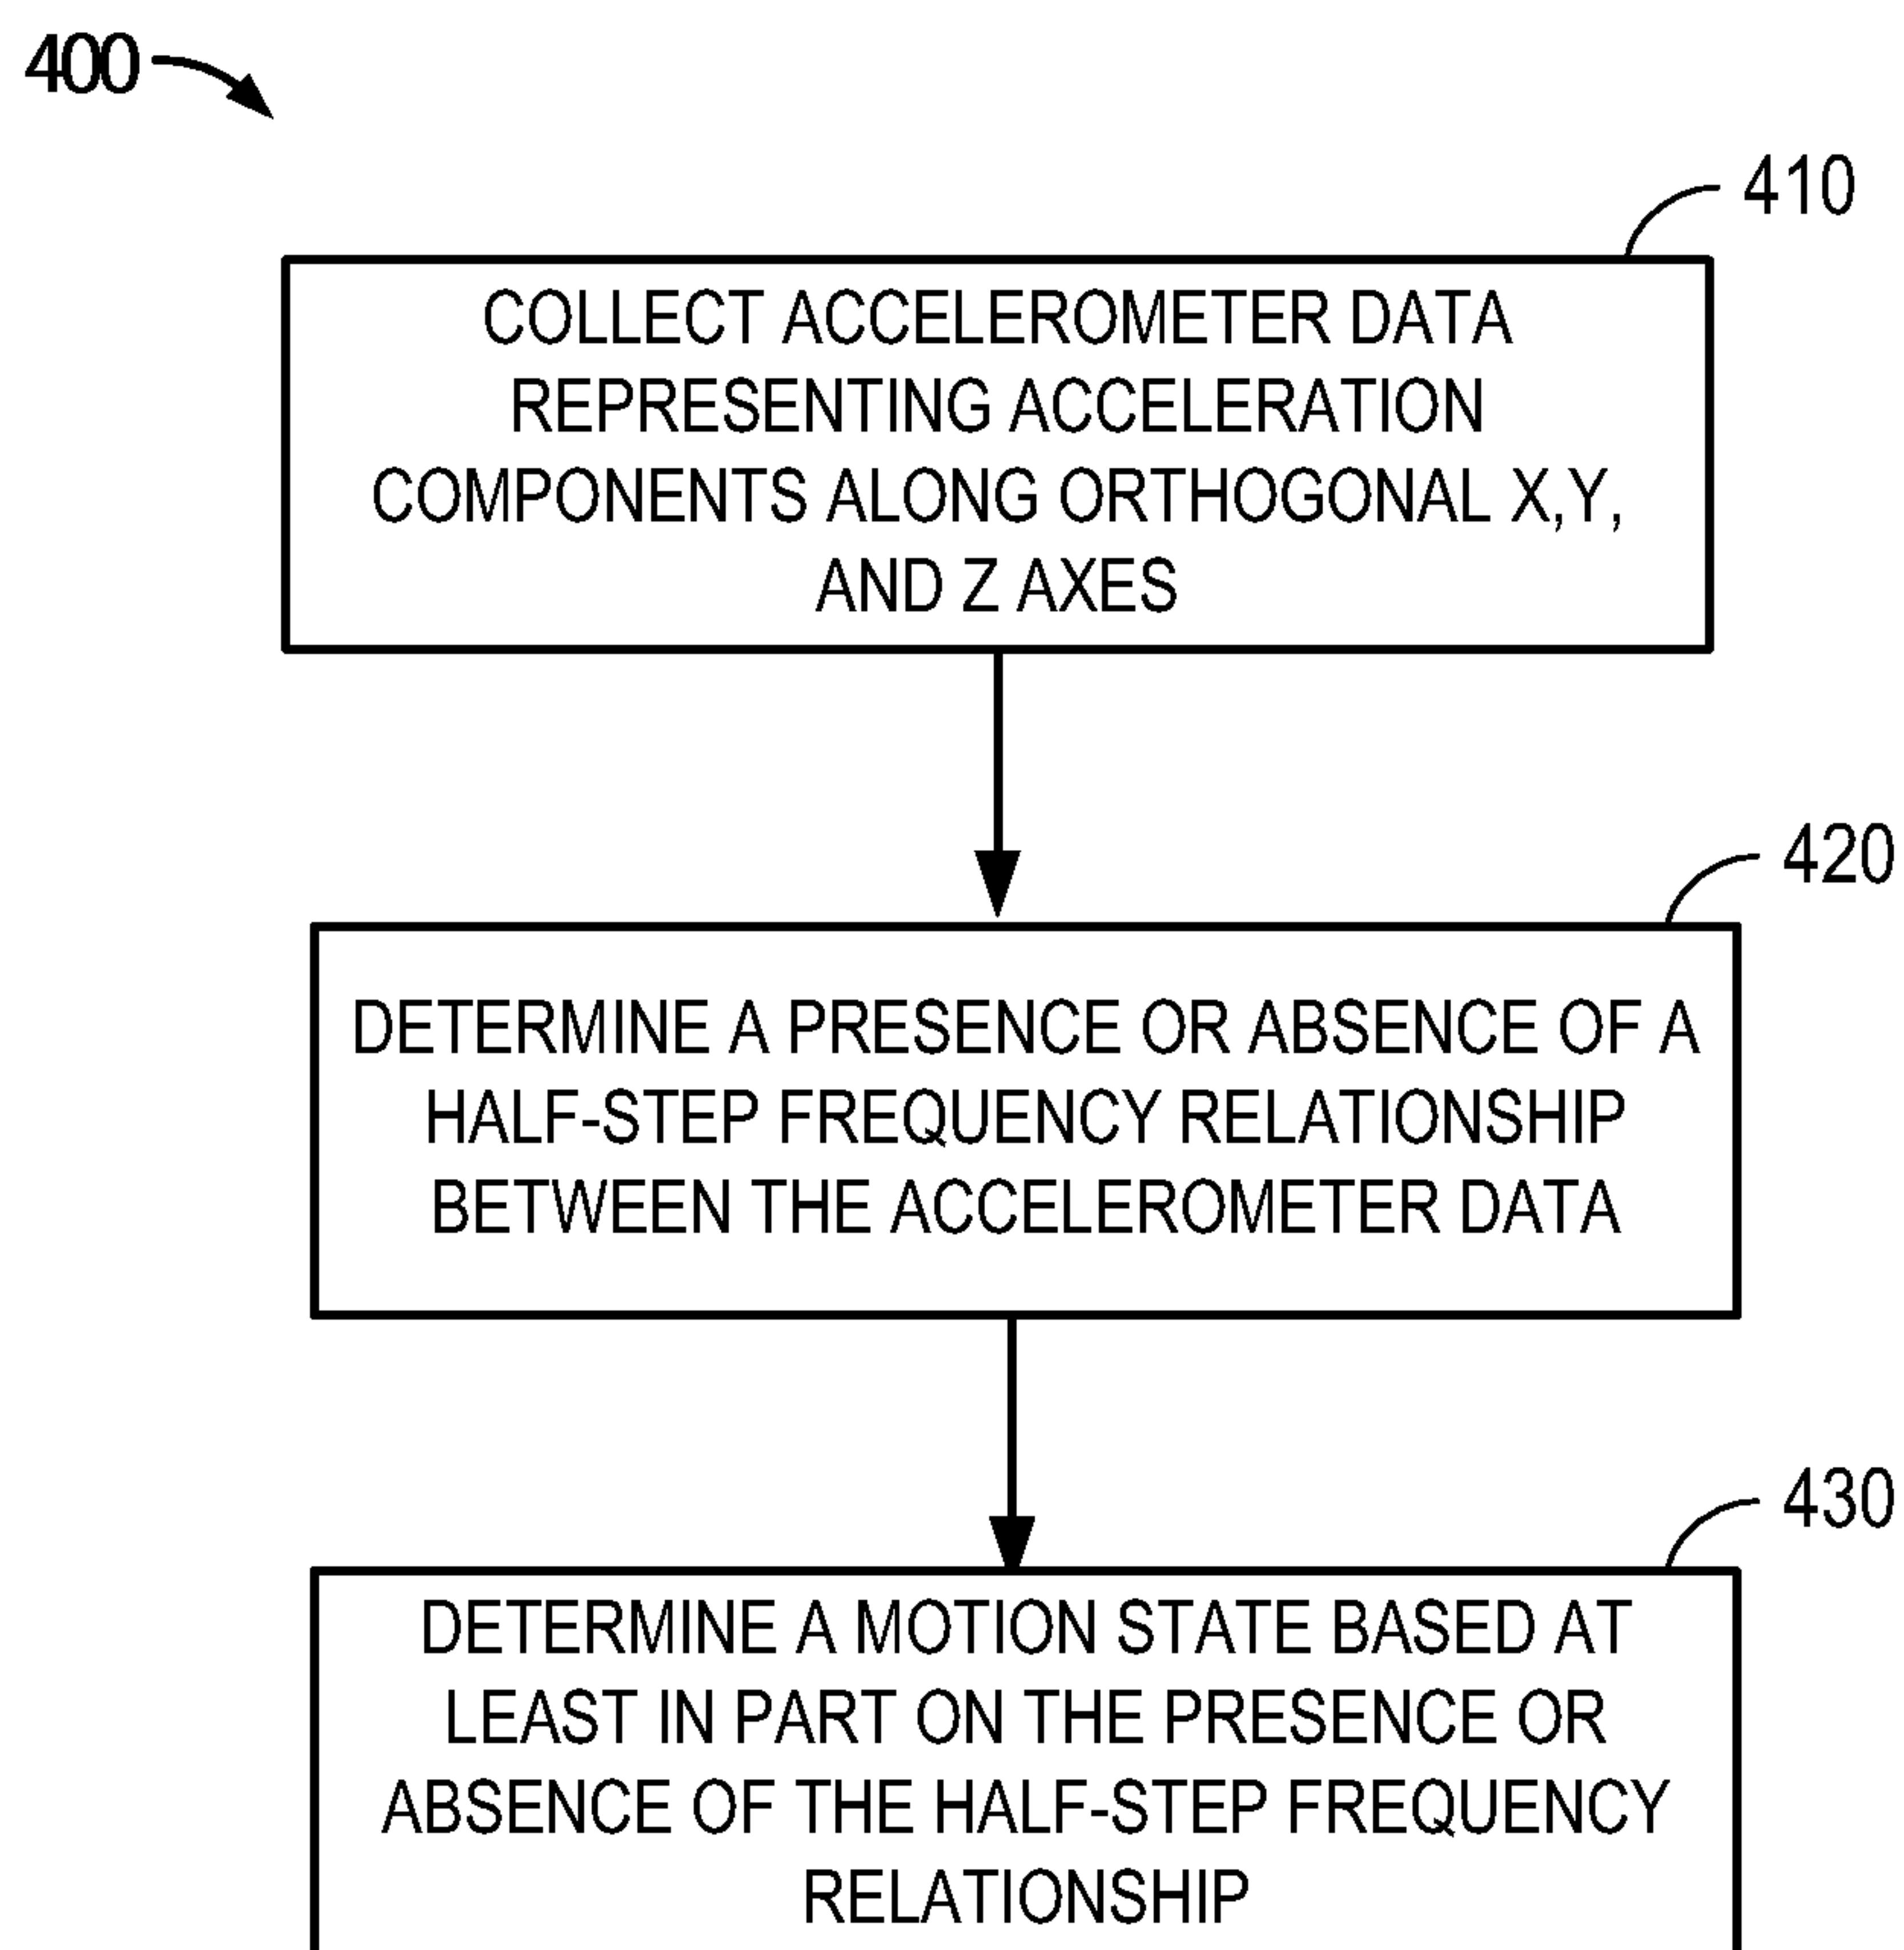 400
410
COLLECT ACCELEROMETER DATA
REPRESENTING ACCELERATION
COMPONENTS ALONG ORTHOGONAL X,Y,
AND Z AXES
420
DETERMINE A PRESENCE OR ABSENCE OF A
HALF-STEP FREQUENCY RELATIONSHIP
BETWEEN THE ACCELEROMETER DATA
430
DETERMINE A MOTION STATE BASED AT
LEAST IN PART ON THE PRESENCE OR
ABSENCE OF THE HALF-STEP FREQUENCY
RELATIONSHIP